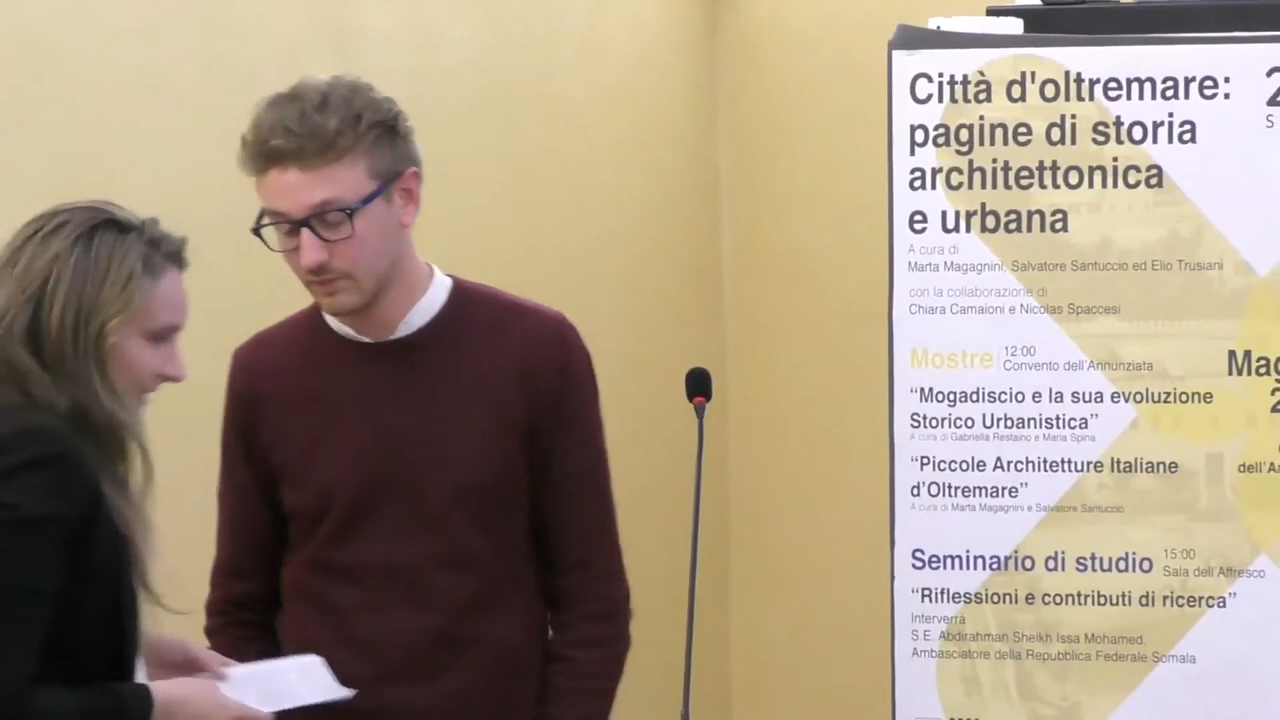 Città d'oltremare:
pagine di storia
architettonica
e urbana
A cura di
Marta Magagnini, Salvatore Santuccio ed Elio Trusiani
con la collaborazione di
Chiara Camaioni e Nicolas Spaccesi
Mostre
12:00
Convento dell'Annunziata
“Mogadiscio e la sua evoluzione
Storico Urbanistica”
A cura di Gabriella Restaino e Maria Spina
“Piccole Architetture Italiane
d'Oltremare”
A cura di Marta Magagnini e Salvatore Santuccio
Seminario di studio
15:00
Sala dell'Affresco
“Riflessioni e contributi di ricerca”
Interverrà
S.E. Abdirahman Sheikh Issa Mohamed,
Ambasciatore della Repubblica Federale Somala
2
S
Mag
2